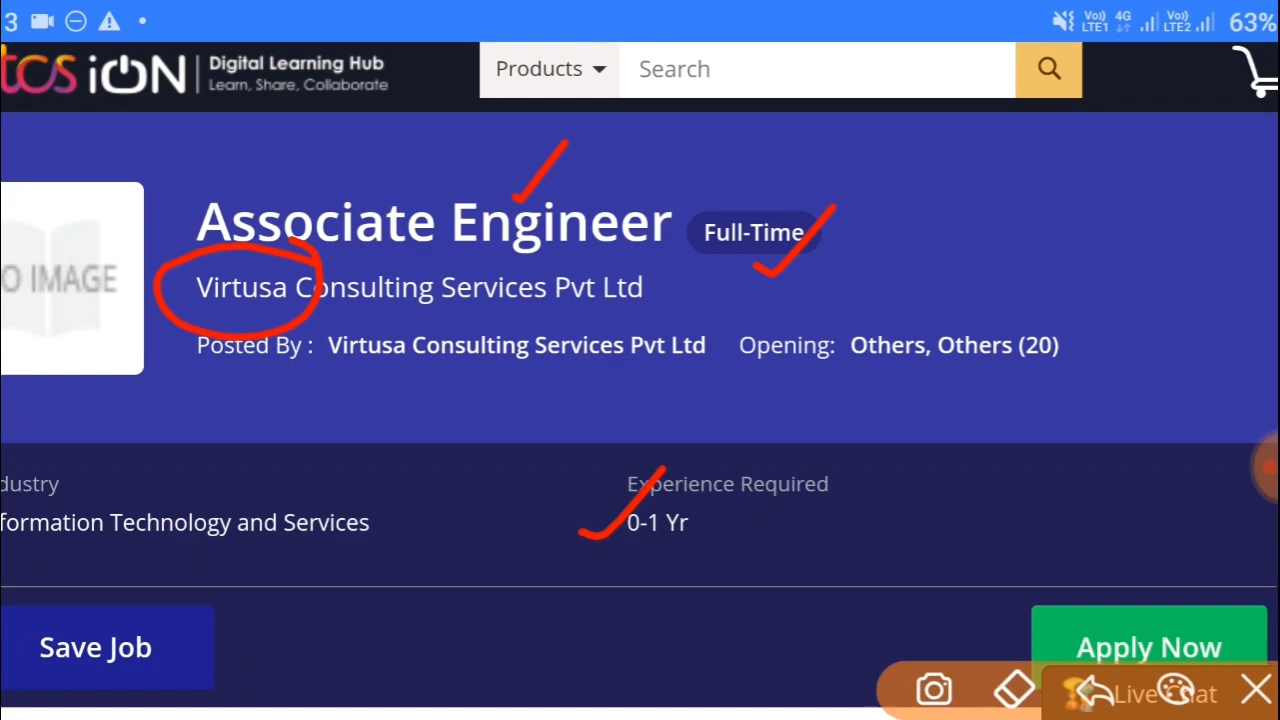 3 Vo) 4G Vo) 63%
LTE1 LTE2
tcs iON Digital Learning Hub Products Search
Learn, Share, Collaborate
Associate Engineer Full-Time
O IMAGE
Virtusa Consulting Services Pvt Ltd
Posted By : Virtusa Consulting Services Pvt Ltd Opening: Others, Others (20)
dustry Experience Required
formation Technology and Services 0-1 Yr
Save Job Apply Now
Live Chat